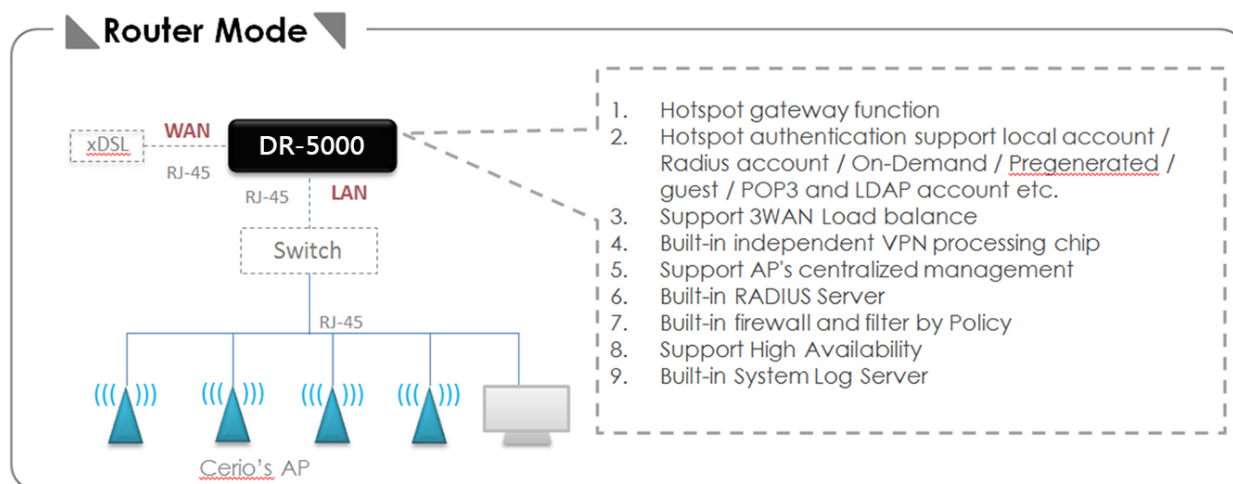 Router Mode
xDSL
WAN
RJ-45
DR-5000
RJ-45
LAN
Switch
RJ-45
Cerio's AP
1. Hotspot gateway function
2. Hotspot authentication support local account /
Radius account / On-Demand / Pregenerated /
guest / POP3 and LDAP account etc.
3. Support 3WAN Load balance
4. Built-in independent VPN processing chip
5. Support AP's centralized management
6. Built-in RADIUS Server
7. Built-in firewall and filter by Policy
8. Support High Availability
9. Built-in System Log Server